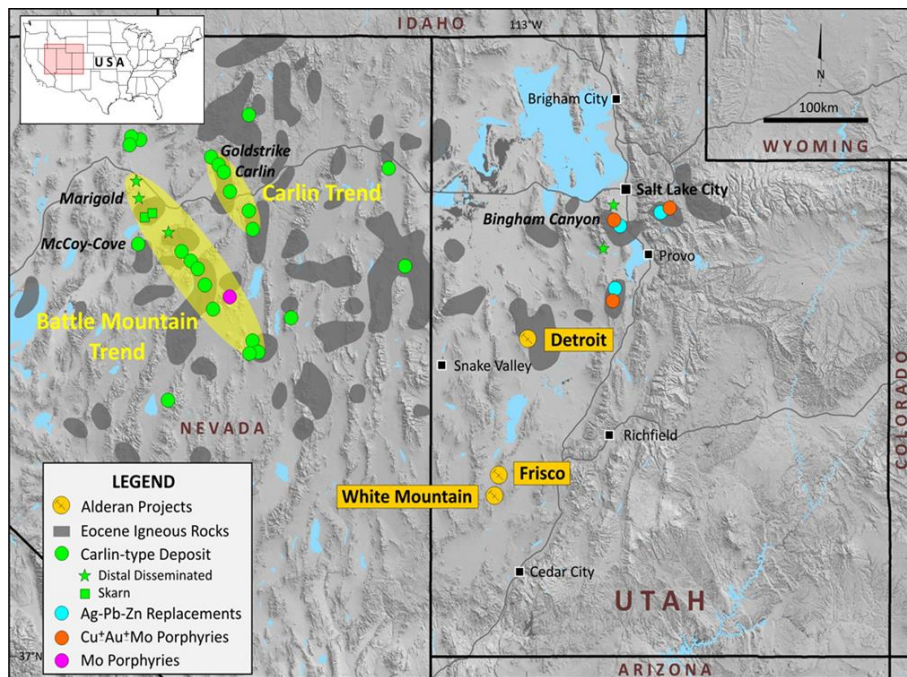 IDAHO
113°W
USA
N
100km
WYOMING
Brigham City
Goldstrike
Carlin
Carlin Trend
Marigold
McCoy-Cove
Salt Lake City
Bingham Canyon
Provo
Battle Mountain
Trend
Detroit
Snake Valley
COLORADO
NEVADA
Richfield
Frisco
White Mountain
LEGEND
Alderan Projects
Eocene Igneous Rocks
Carlin-type Deposit
Distal Disseminated
Skarn
Ag-Pb-Zn Replacements
Cu±Au±Mo Porphyries
Mo Porphyries
Cedar City
UTAH
37°N
ARIZONA